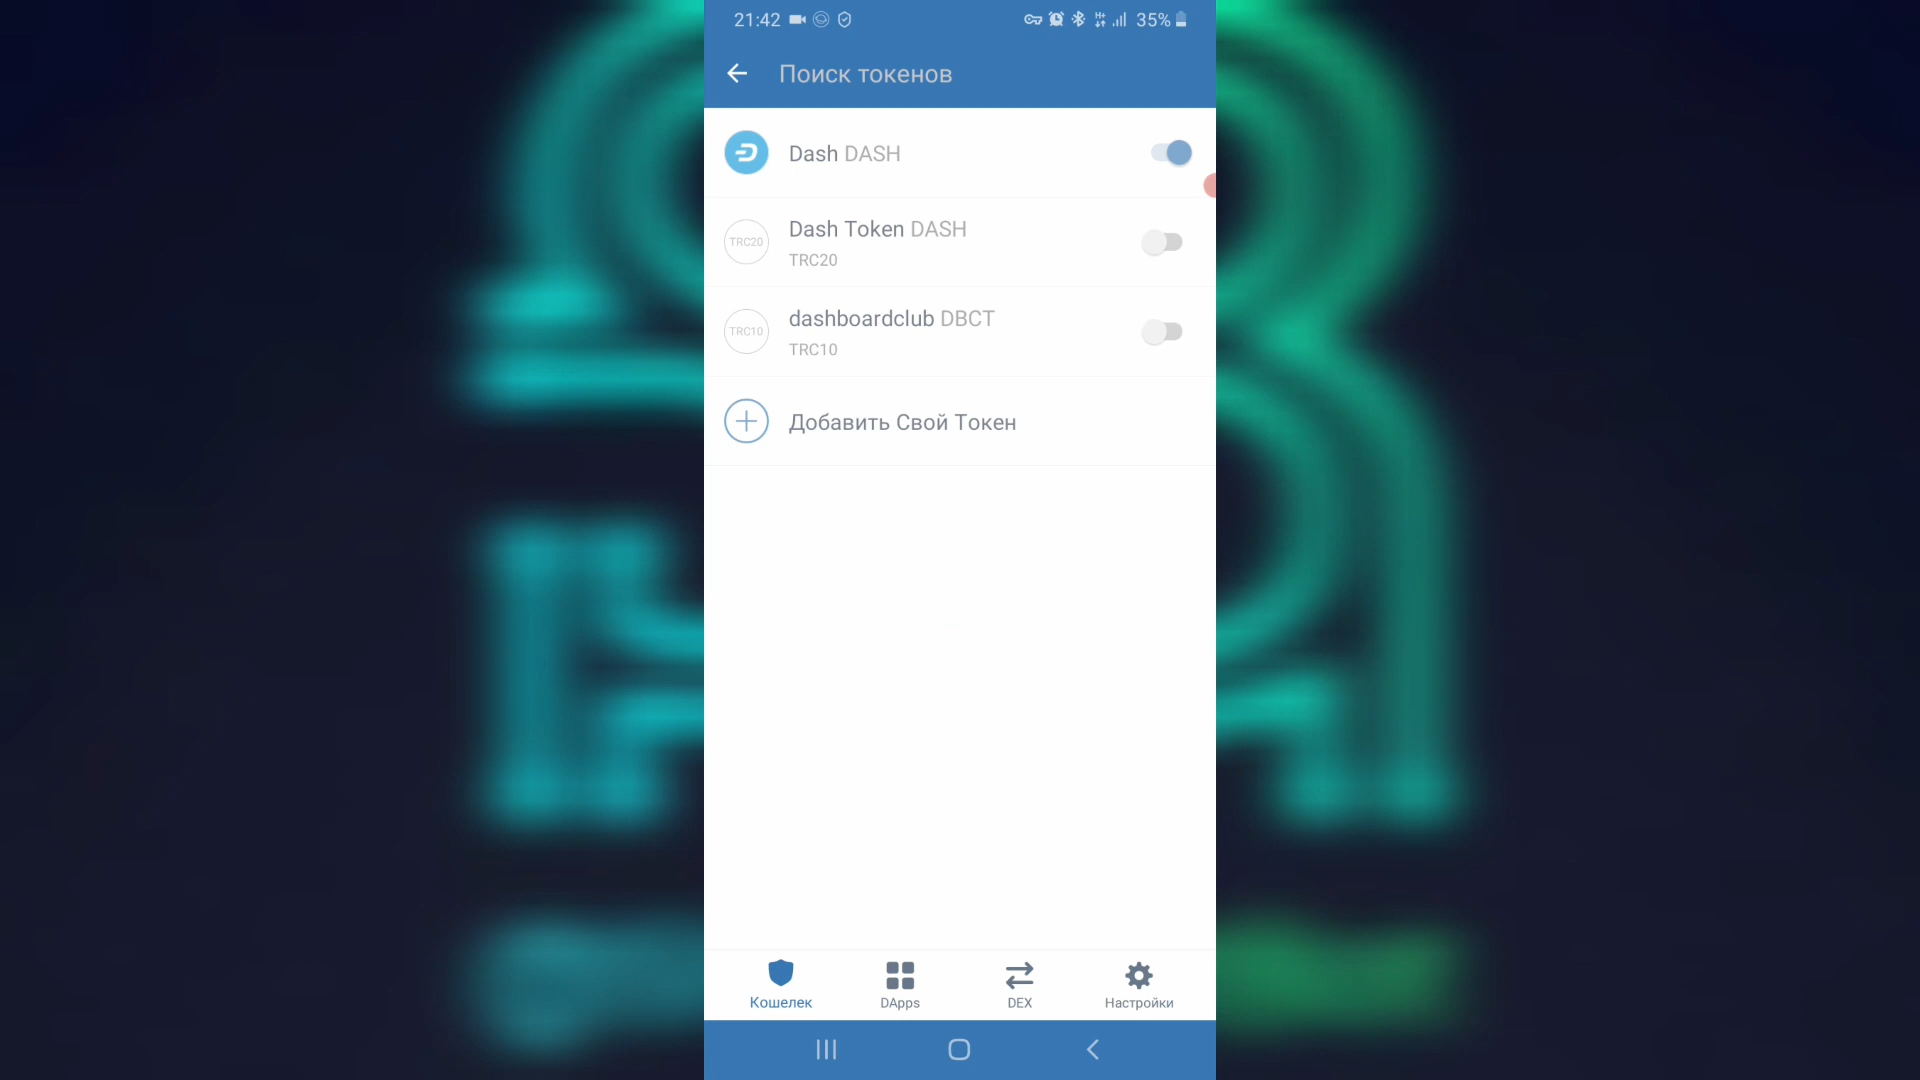 21:42
35%
Поиск токенов
Dash DASH
TRC20
Dash Token DASH
TRC20
TRC10
dashboardclub DBCT
TRC10
Добавить Свой Токен
Кошелек
DApps
DEX
Настройки